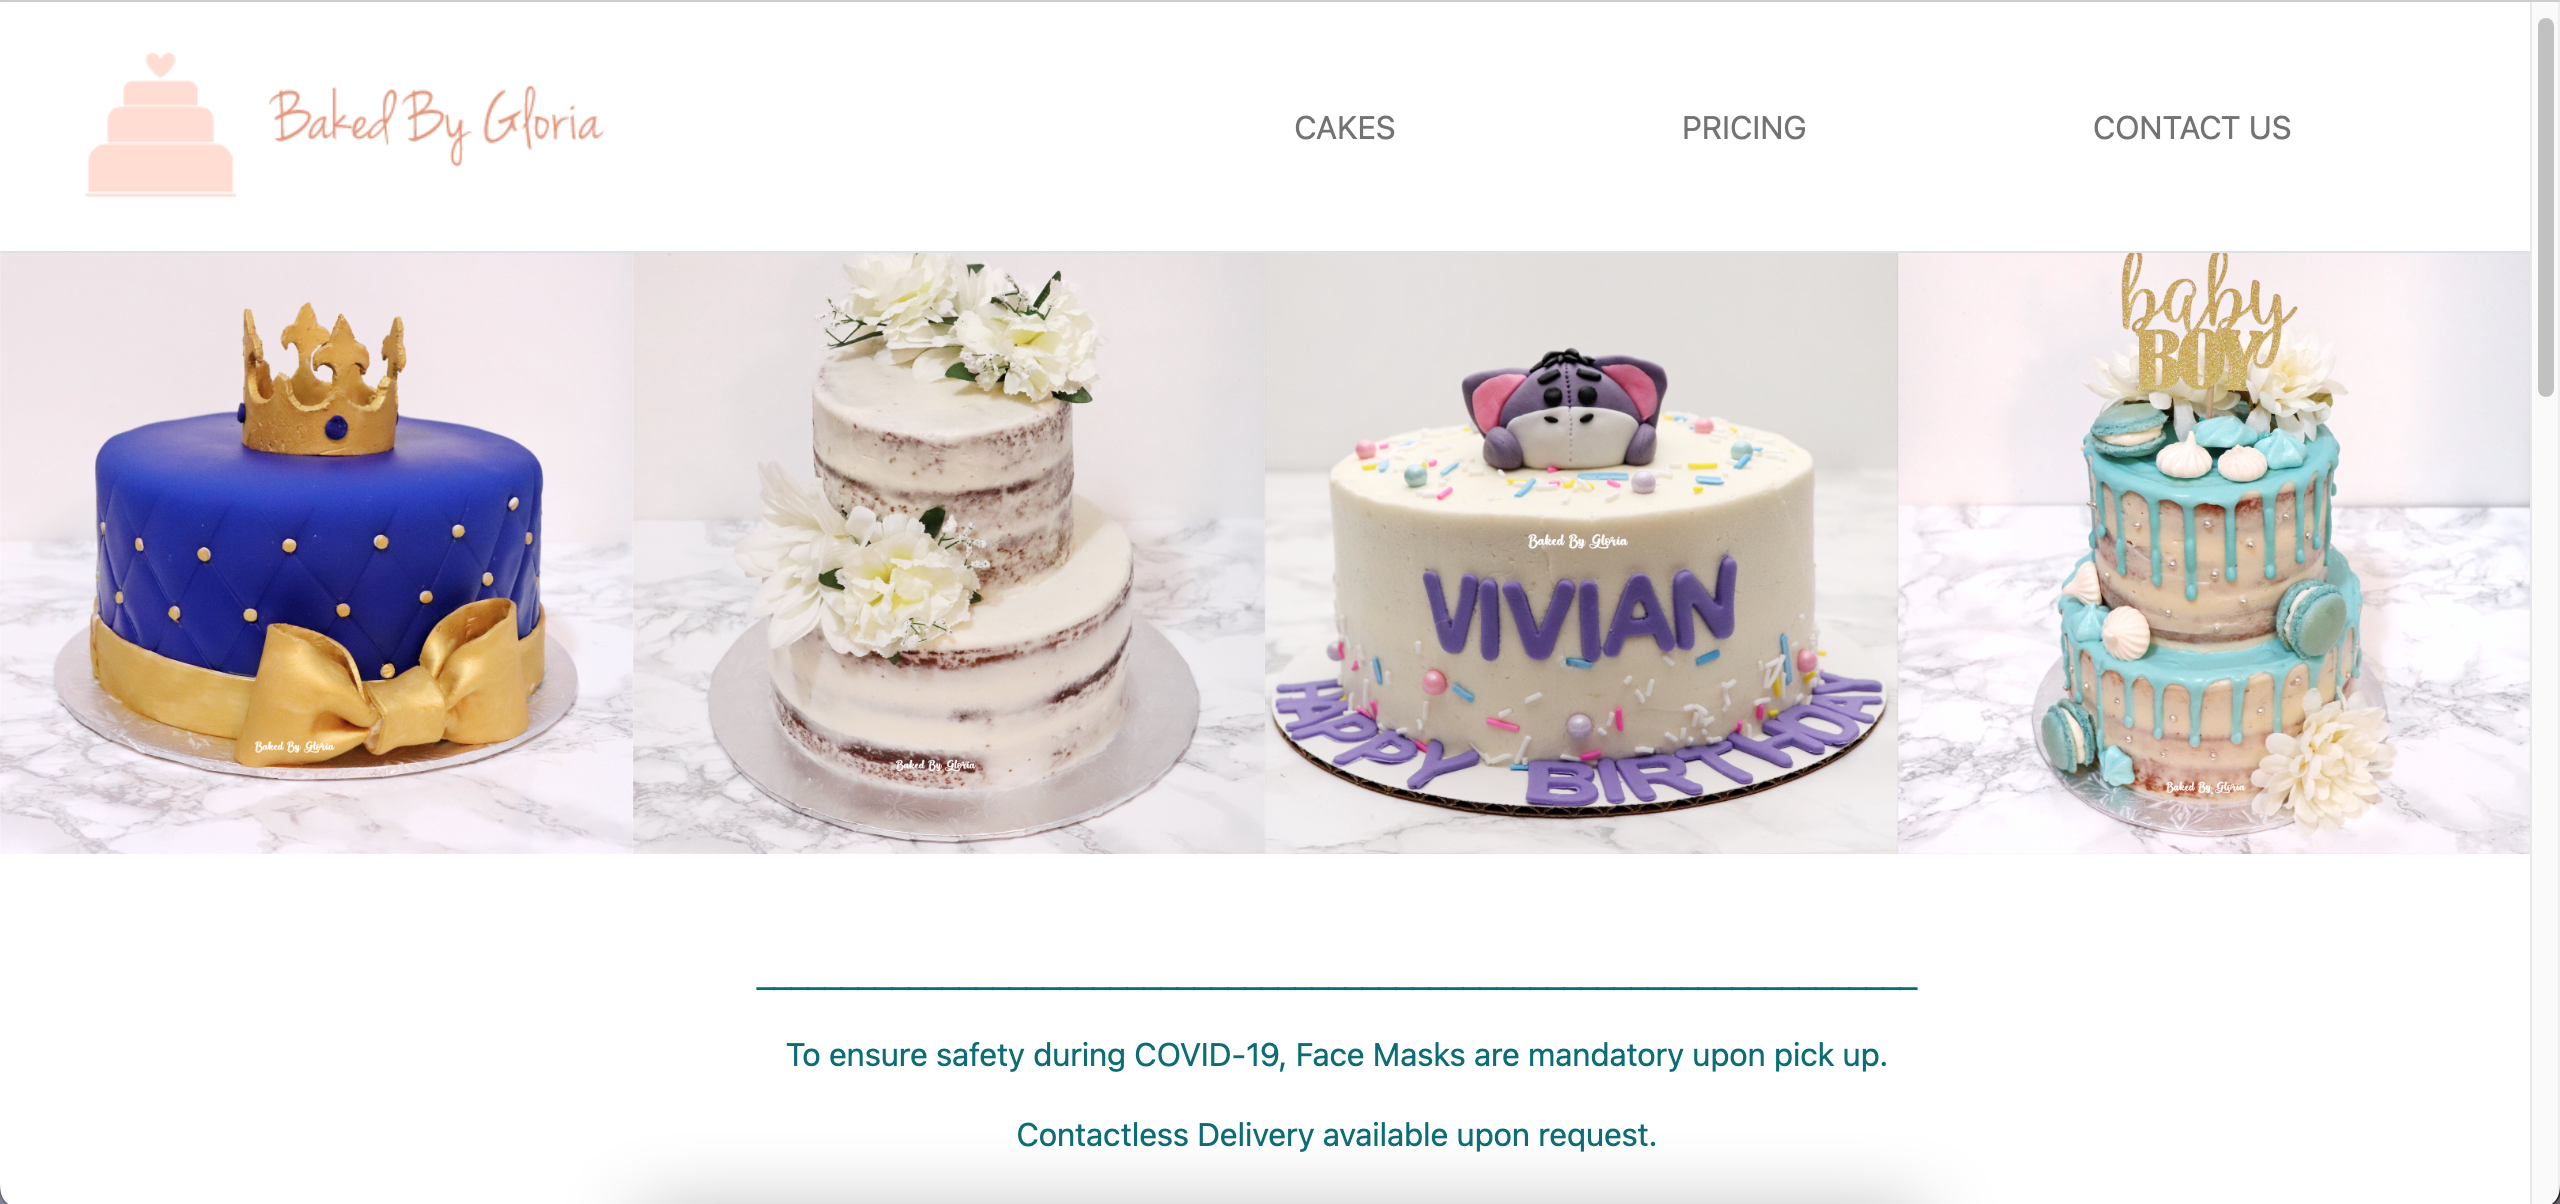 Baked By Gloria
CAKES
PRICING
CONTACT US
Baked By Gloria
Baked By Gloria
Baked By Gloria
VIVIAN
HAPPY BIRTHDAY
baby
BOY
Baked By Gloria
To ensure safety during COVID-19, Face Masks are mandatory upon pick up.
Contactless Delivery available upon request.